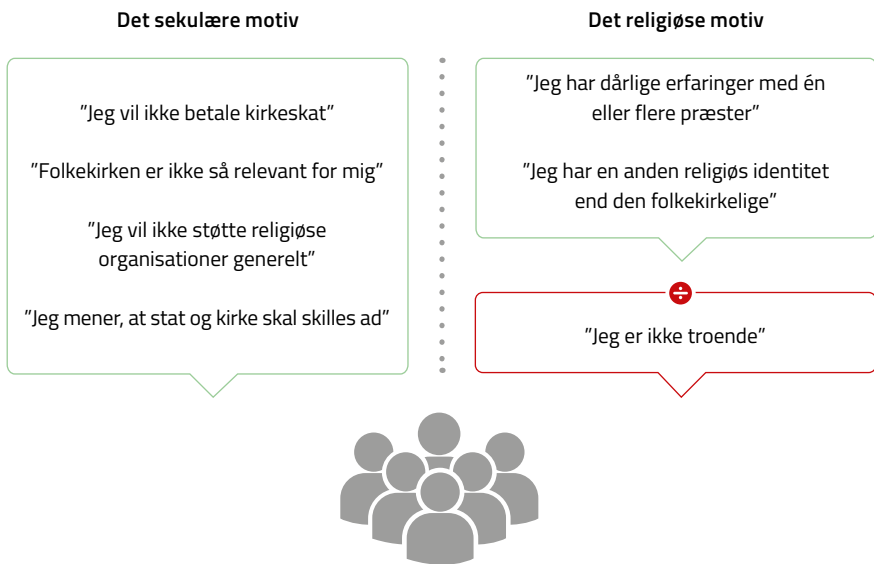 Det sekulære motiv
”Jeg vil ikke betale kirkeskat”
”Folkekirken er ikke så relevant for mig”
”Jeg vil ikke støtte religiøse
organisationer generelt”
”Jeg mener, at stat og kirke skal skilles ad”
Det religiøse motiv
”Jeg har dårlige erfaringer med én
eller flere præster”
”Jeg har en anden religiøs identitet
end den folkekirkelige”
÷
”Jeg er ikke troende”